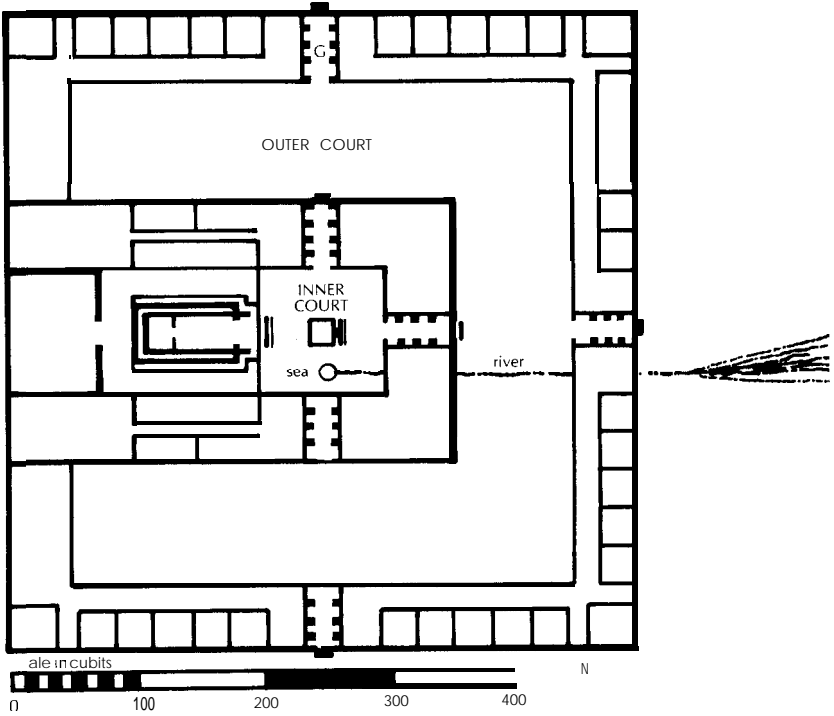 G
OUTER COURT
INNER
COURT
sea
river
ale in cubits
N
0
100
200
300
400